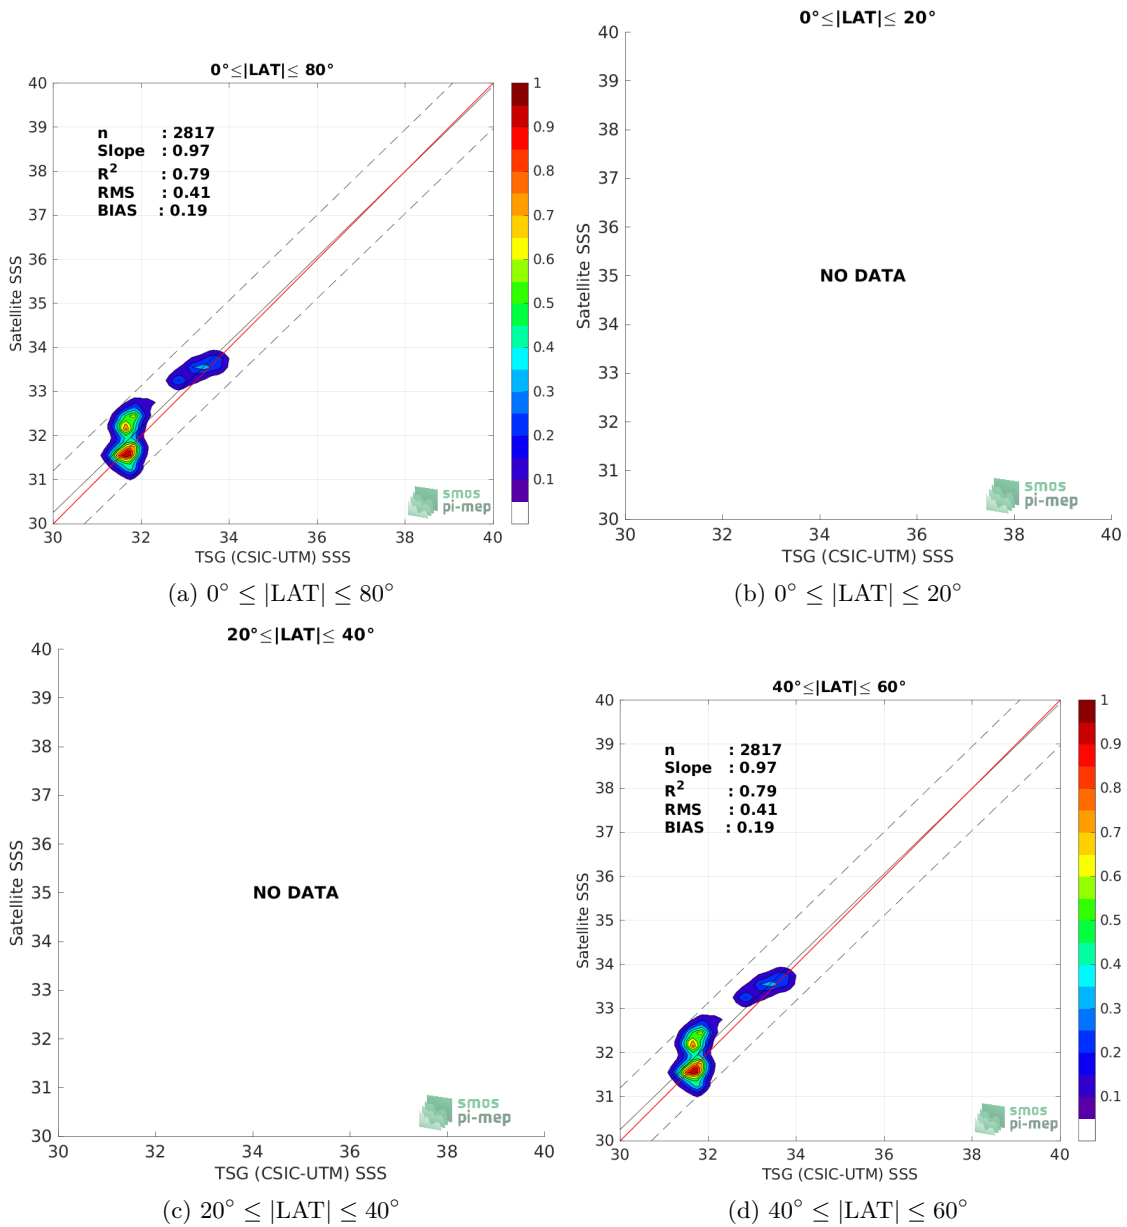 0°≤|LAT|≤ 80°
40
39
38
37
36
35
34
33
32
31
30
30
32
34
36
38
40
Satellite SSS
TSG (CSIC-UTM) SSS
n : 2817
Slope : 0.97
R² : 0.79
RMS : 0.41
BIAS : 0.19
smos
pi-mep
1
0.9
0.8
0.7
0.6
0.5
0.4
0.3
0.2
0.1
(a) 0° ≤ |LAT| ≤ 80°
0°≤|LAT|≤ 20°
40
39
38
37
36
35
34
33
32
31
30
30
32
34
36
38
40
Satellite SSS
TSG (CSIC-UTM) SSS
NO DATA
smos
pi-mep
(b) 0° ≤ |LAT| ≤ 20°
20°≤|LAT|≤ 40°
40
39
38
37
36
35
34
33
32
31
30
30
32
34
36
38
40
Satellite SSS
TSG (CSIC-UTM) SSS
NO DATA
smos
pi-mep
(c) 20° ≤ |LAT| ≤ 40°
40°≤|LAT|≤ 60°
40
39
38
37
36
35
34
33
32
31
30
30
32
34
36
38
40
Satellite SSS
TSG (CSIC-UTM) SSS
n : 2817
Slope : 0.97
R² : 0.79
RMS : 0.41
BIAS : 0.19
smos
pi-mep
1
0.9
0.8
0.7
0.6
0.5
0.4
0.3
0.2
0.1
(d) 40° ≤ |LAT| ≤ 60°